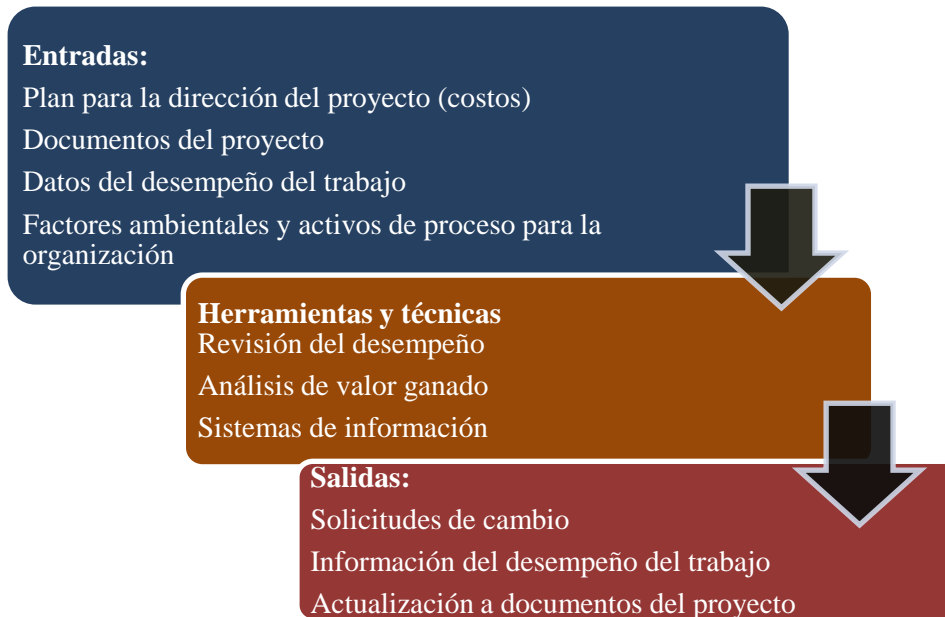 Entradas:
Plan para la dirección del proyecto (costos)
Documentos del proyecto
Datos del desempeño del trabajo
Factores ambientales y activos de proceso para la
organización
Herramientas y técnicas
Revisión del desempeño
Análisis de valor ganado
Sistemas de información
Salidas:
Solicitudes de cambio
Información del desempeño del trabajo
Actualización a documentos del proyecto